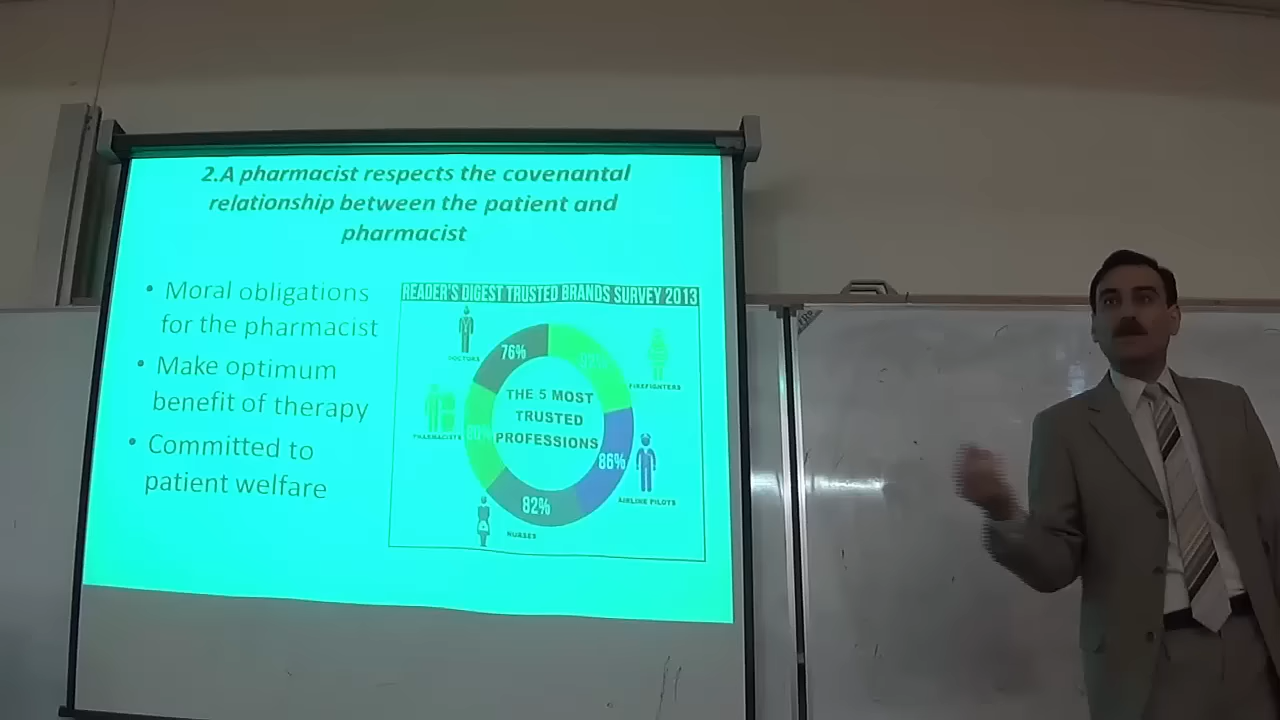 2.A pharmacist respects the covenantal
relationship between the patient and
pharmacist
• Moral obligations
for the pharmacist
• Make optimum
benefit of therapy
• Committed to
patient welfare
READER'S DIGEST TRUSTED BRANDS SURVEY 2013
76%
DOCTORS
FIREFIGHTERS
THE 5 MOST
TRUSTED
PROFESSIONS
PHARMACISTS
86%
AIRLINE PILOTS
82%
NURSES